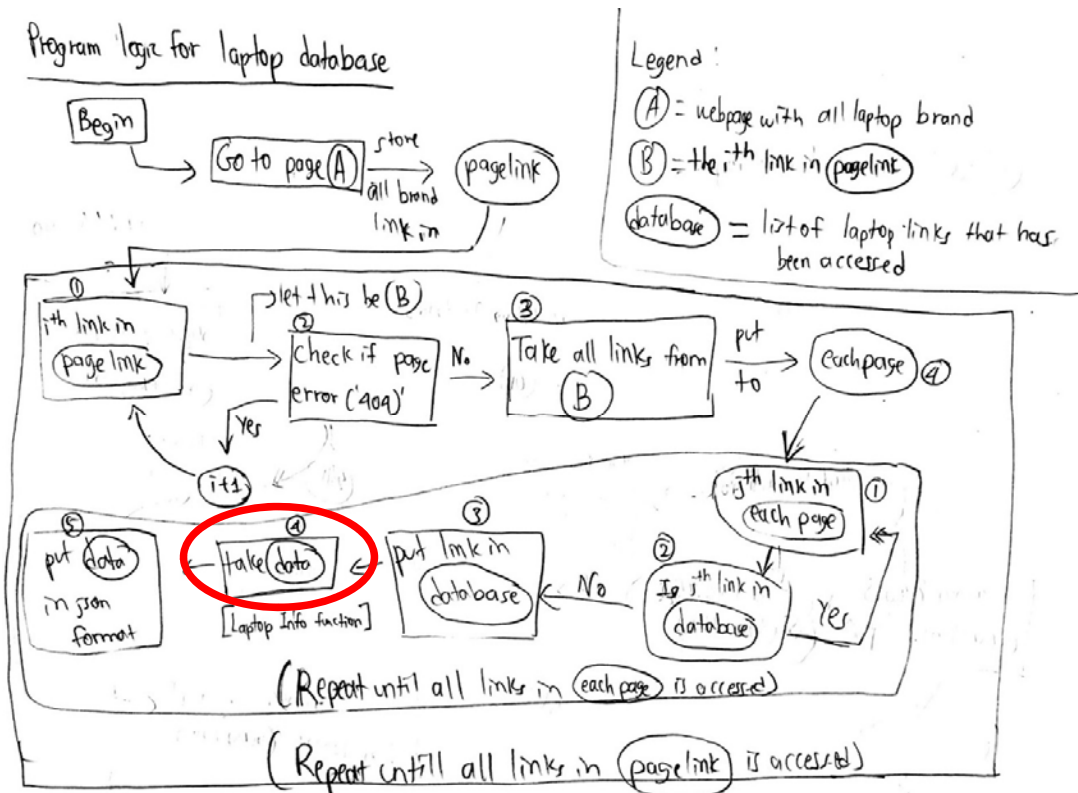 Program logic for laptop database
Begin
Go to page A
store
all brand
link in
pagelink
Legend :
A = webpage with all laptop brand
B = the ith link in pagelink
database = list of laptop links that has
been accessed
①
ith link in
page link
let this be B
②
Check if page
error ('404)'
No
Yes
i+1
③
Take all links from
B
put
to
eachpage ④
①
jth link in
each page
②
Is jth link in
database
Yes
No
③
put link in
database
④
take data
[Laptop Info function]
⑤
put data
in json
format
(Repeat until all links in each page is accessed)
(Repeat untill all links in pagelink is accessed)